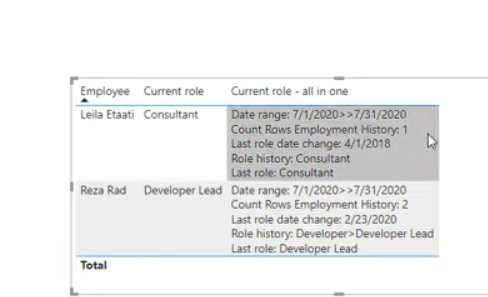 Employee Current role Current role - all in one
Leila Etaati Consultant Date range: 7/1/2020>>7/31/2020
Count Rows Employment History: 1
Last role date change: 4/1/2018
Role history: Consultant
Last role: Consultant
Reza Rad Developer Lead Date range: 7/1/2020>>7/31/2020
Count Rows Employment History: 2
Last role date change: 2/23/2020
Role history: Developer>Developer Lead
Last role: Developer Lead
Total